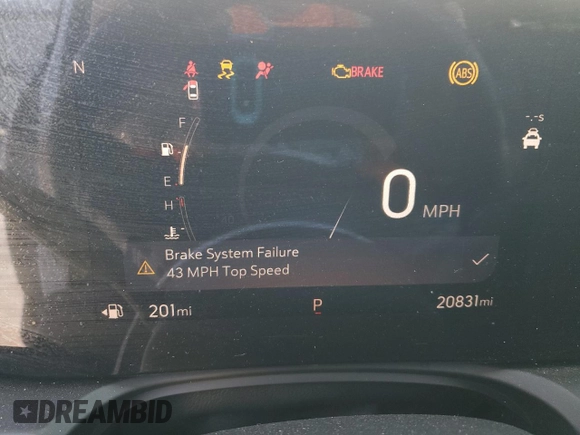 N
BRAKE
ABS
F
-.-s
E
0 MPH
H
Brake System Failure
43 MPH Top Speed
201mi
P
20831mi
DREAMBID